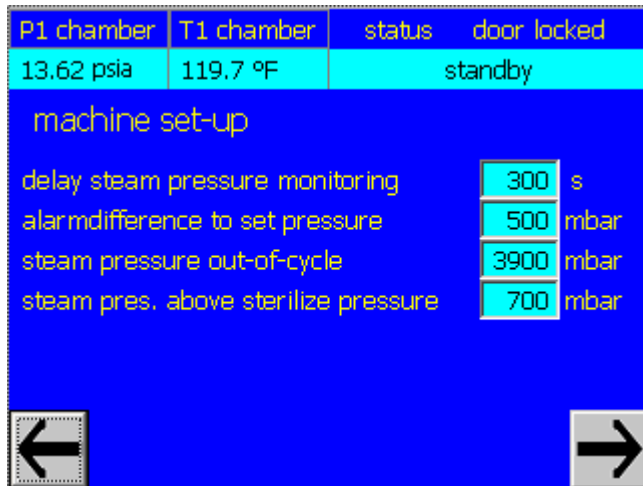 P1 chamber T1 chamber status door locked
13.62 psia 119.7 ºF standby
machine set-up
delay steam pressure monitoring 300 s
alarmdifference to set pressure 500 mbar
steam pressure out-of-cycle 3900 mbar
steam pres. above sterilize pressure 700 mbar